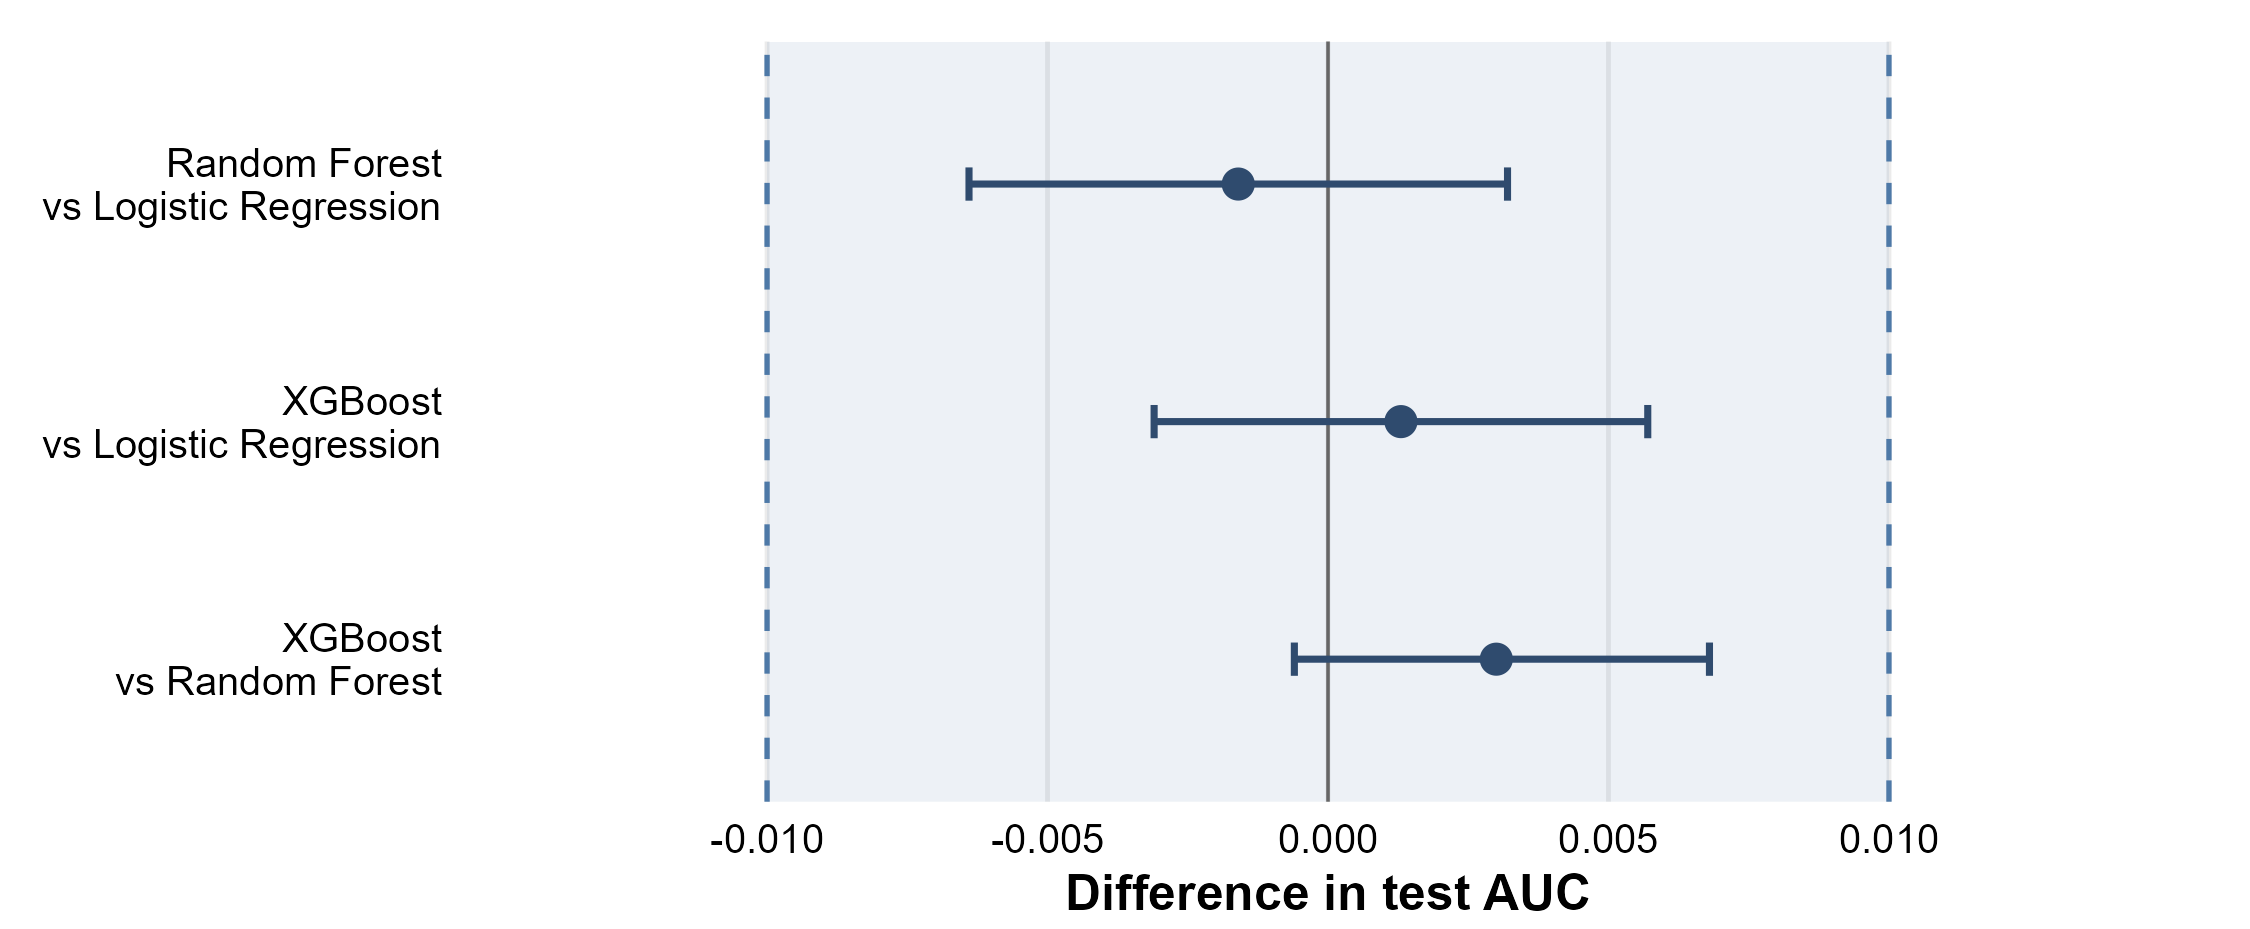 Random Forest
vs Logistic Regression
XGBoost
vs Logistic Regression
XGBoost
vs Random Forest
-0.010 -0.005 0.000 0.005 0.010
Difference in test AUC